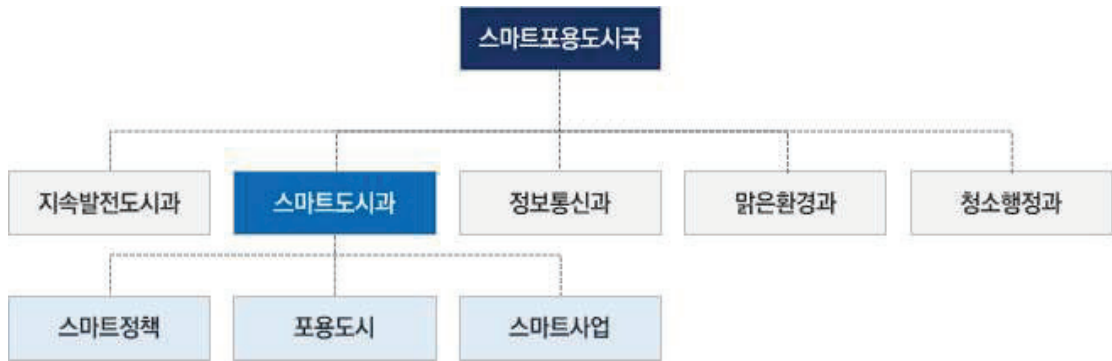 스마트포용도시국
지속발전도시과
스마트도시과
정보통신과
맑은환경과
청소행정과
스마트정책
포용도시
스마트사업